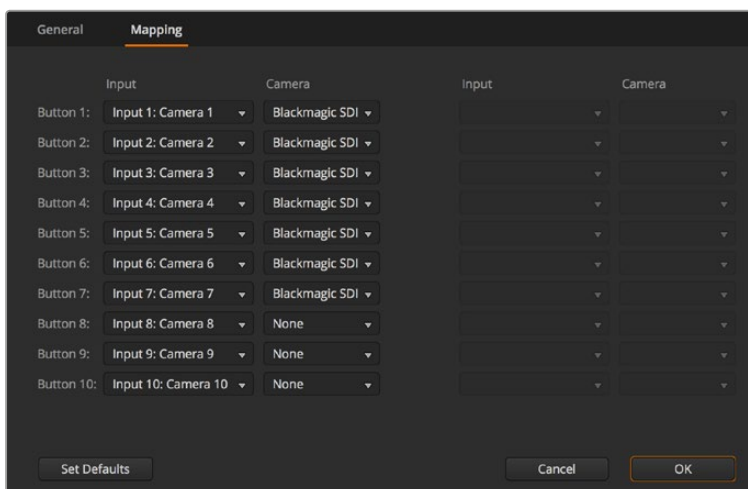 General Mapping
Input Camera Input Camera
Button 1: Input 1: Camera 1 Blackmagic SDI
Button 2: Input 2: Camera 2 Blackmagic SDI
Button 3: Input 3: Camera 3 Blackmagic SDI
Button 4: Input 4: Camera 4 Blackmagic SDI
Button 5: Input 5: Camera 5 Blackmagic SDI
Button 6: Input 6: Camera 6 Blackmagic SDI
Button 7: Input 7: Camera 7 Blackmagic SDI
Button 8: Input 8: Camera 8 None
Button 9: Input 9: Camera 9 None
Button 10: Input 10: Camera 10 None
Set Defaults Cancel OK